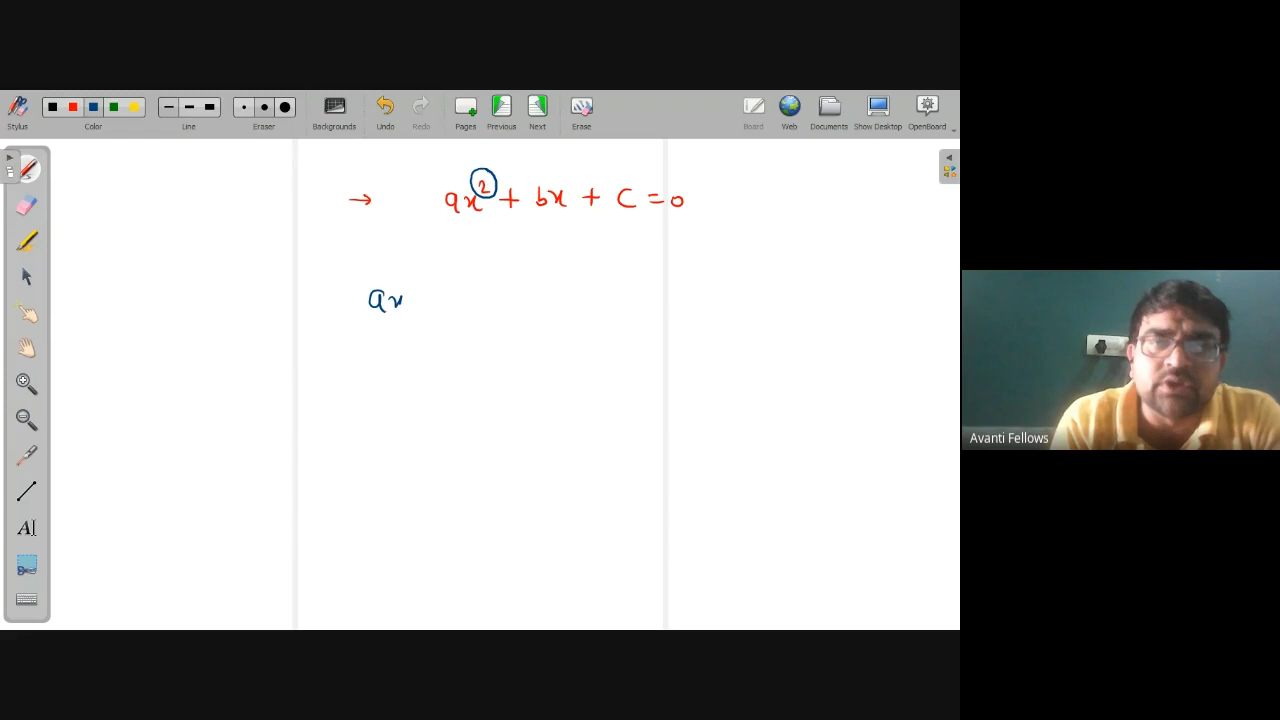 Stylus
Color
Line
Eraser
Backgrounds
Undo
Redo
Pages
Previous
Next
Erase
Board
Web
Documents
Show Desktop
OpenBoard
→ ax² + bx + c = 0
ax
AI
Avanti Fellows